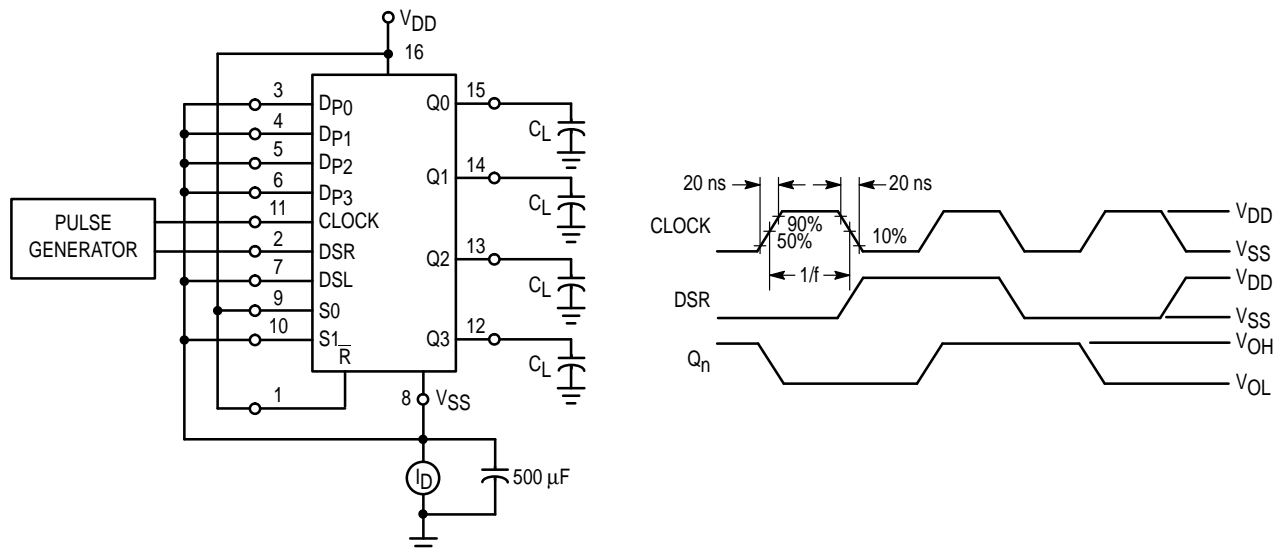 VDD
16
3
DP0
4
DP1
5
DP2
6
DP3
11
CLOCK
2
DSR
7
DSL
9
S0
10
S1
R
1
PULSE
GENERATOR
Q0
15
CL
Q1
14
CL
Q2
13
CL
Q3
12
CL
8
VSS
ID
500 μF
20 ns
20 ns
CLOCK
90%
50%
10%
VDD
VSS
1/f
DSR
VDD
VSS
Qn
VOH
VOL